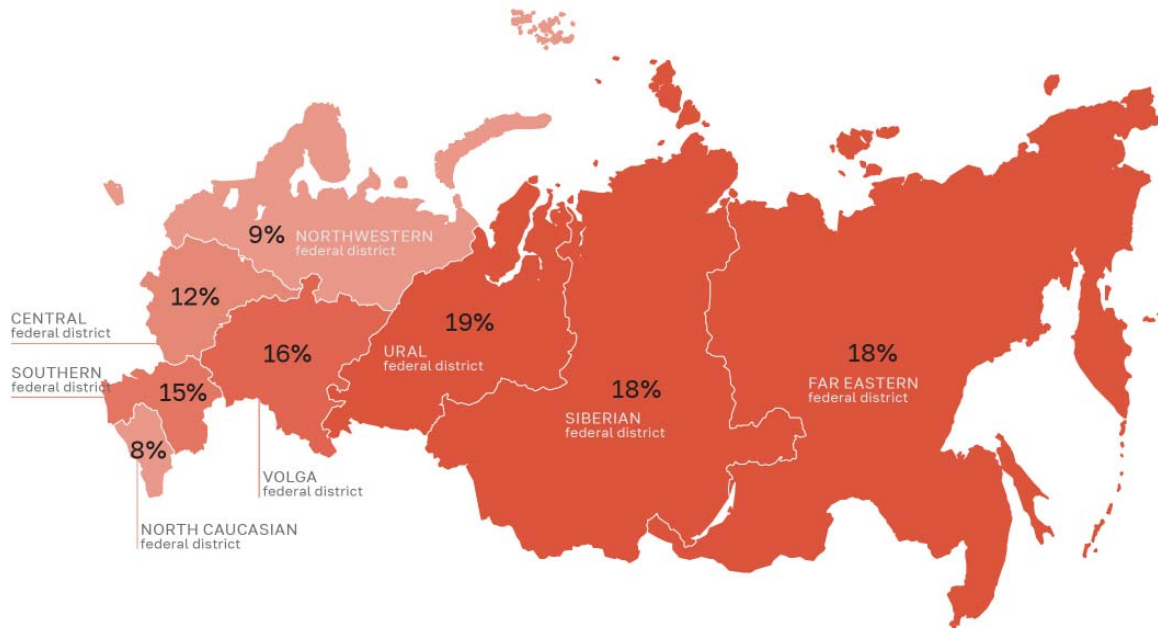 9%
NORTHWESTERN
federal district
12%
CENTRAL
federal district
16%
19%
URAL
federal district
18%
FAR EASTERN
federal district
SOUTHERN
federal district
15%
18%
SIBERIAN
federal district
8%
VOLGA
federal district
NORTH CAUCASIAN
federal district